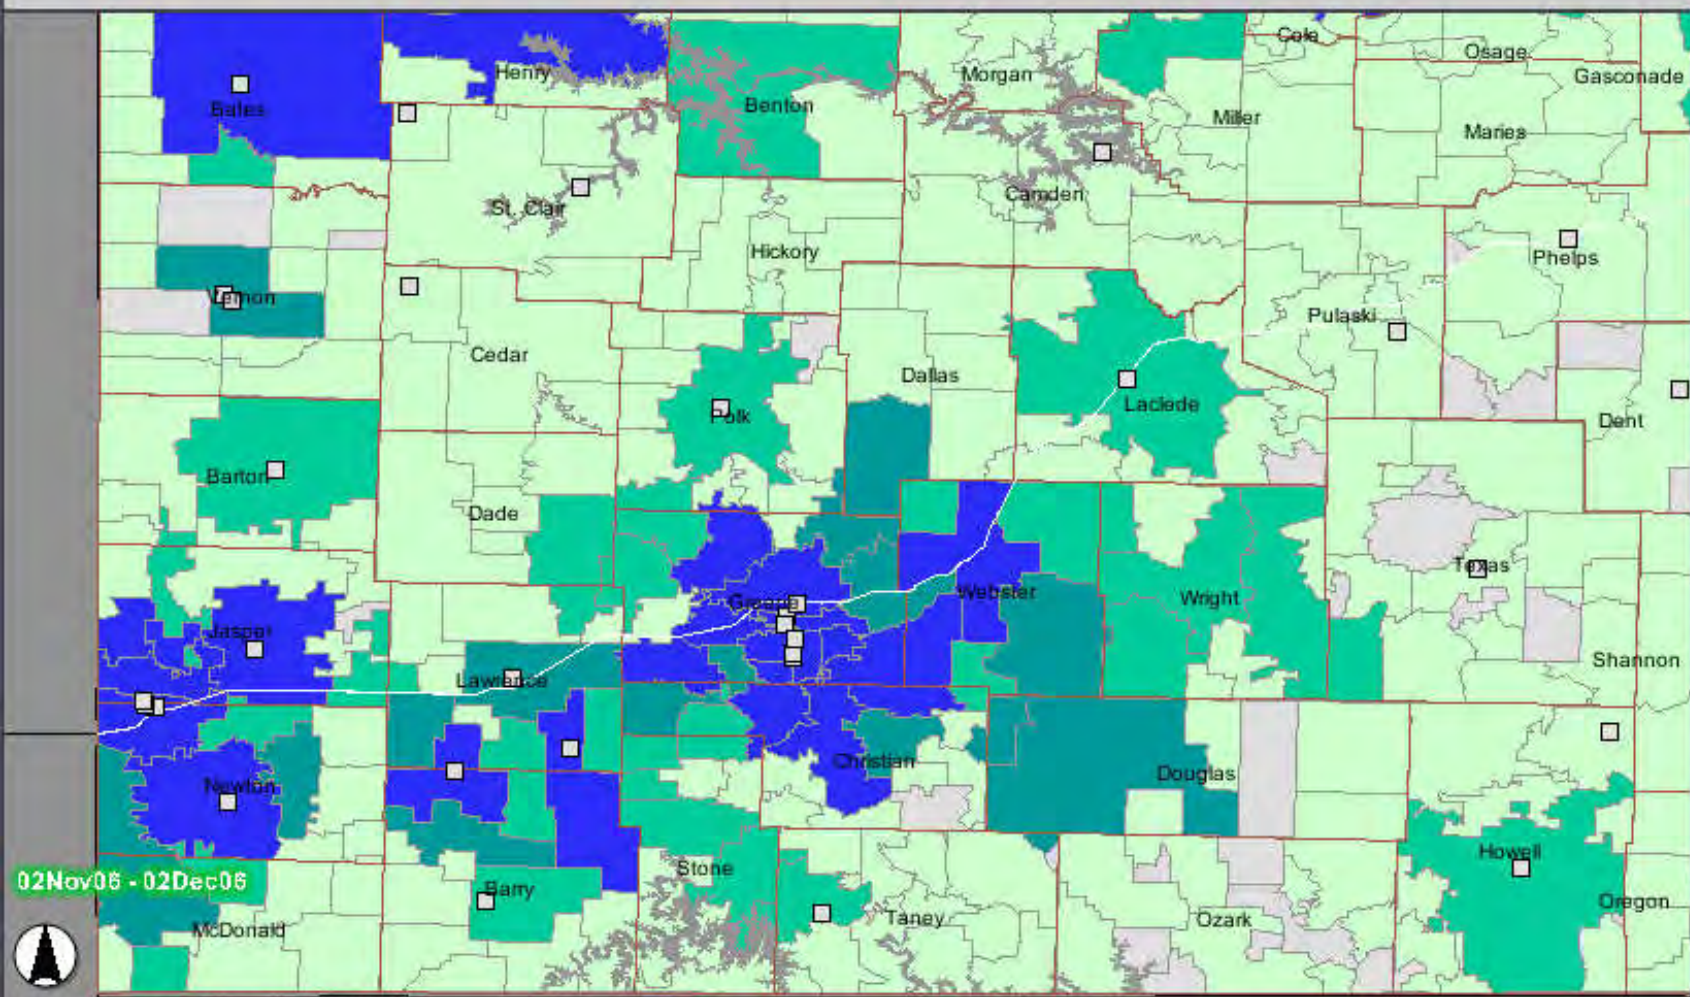 Cole
Osage
Henry
Morgan
Gasconade
Bates
Benton
Miller
Maries
St. Clair
Camden
Hickory
Phelps
Vernon
Pulaski
Cedar
Dallas
Laclede
Polk
Dent
Barton
Dade
Texas
Greene
Webster
Wright
Jasper
Shannon
Lawrence
Christian
Douglas
Newton
Howell
Stone
02Nov06 - 02Dec06
Barry
Oregon
Taney
Ozark
McDonald